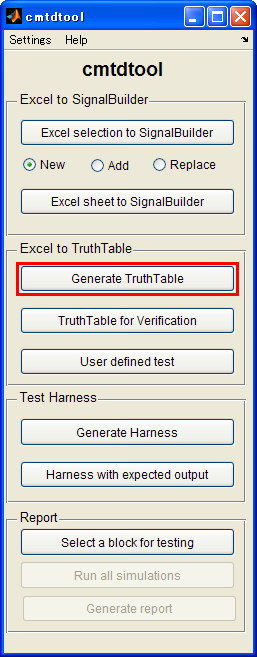 cmtdtool
Settings Help
cmtdtool
Excel to SignalBuilder
Excel selection to SignalBuilder
New Add Replace
Excel sheet to SignalBuilder
Excel to TruthTable
Generate TruthTable
TruthTable for Verification
User defined test
Test Harness
Generate Harness
Harness with expected output
Report
Select a block for testing
Run all simulations
Generate report